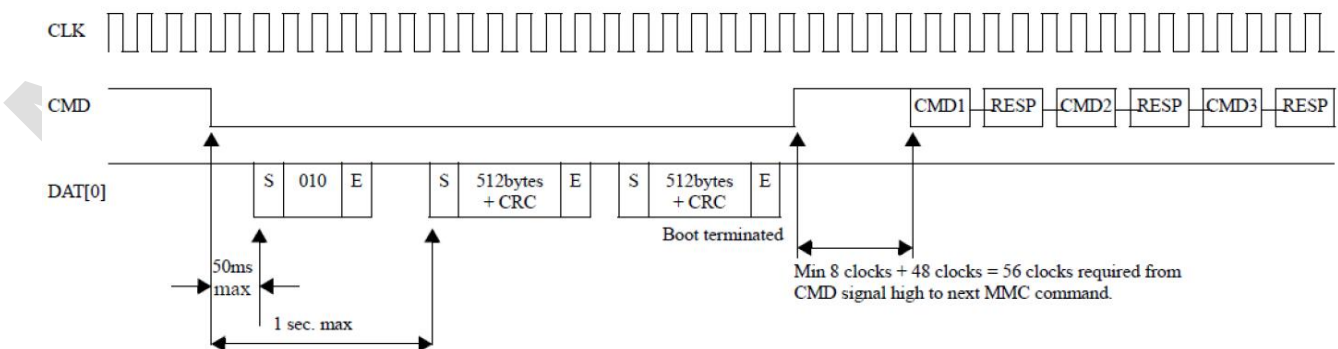 CLK
CMD
CMD1 RESP CMD2 RESP CMD3 RESP
DAT[0]
S 010 E S 512bytes E S 512bytes E
+ CRC + CRC
Boot terminated
50ms
max
Min 8 clocks + 48 clocks = 56 clocks required from
CMD signal high to next MMC command.
1 sec. max